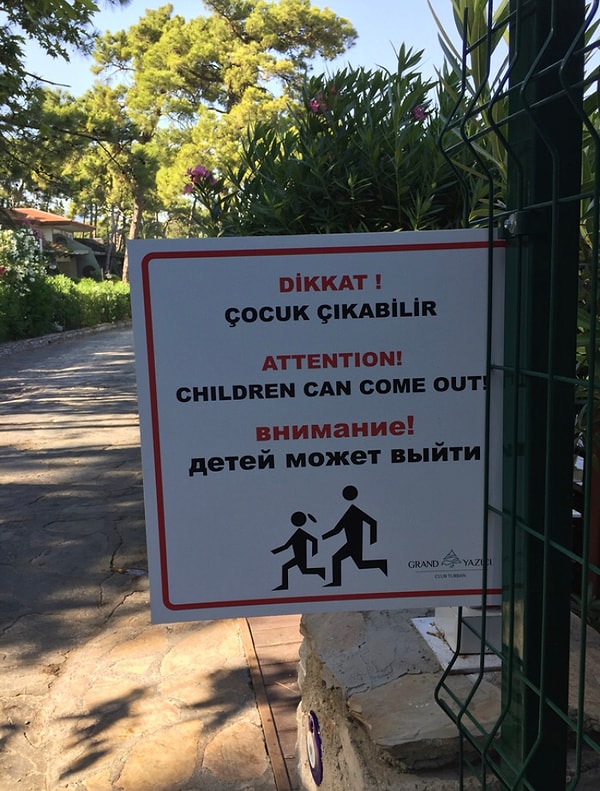 DİKKAT !
ÇOCUK ÇIKABİLİR
ATTENTION!
CHILDREN CAN COME OUT!
внимание!
детей может выйти
GRAND YAZICI
CLUB TURBAN